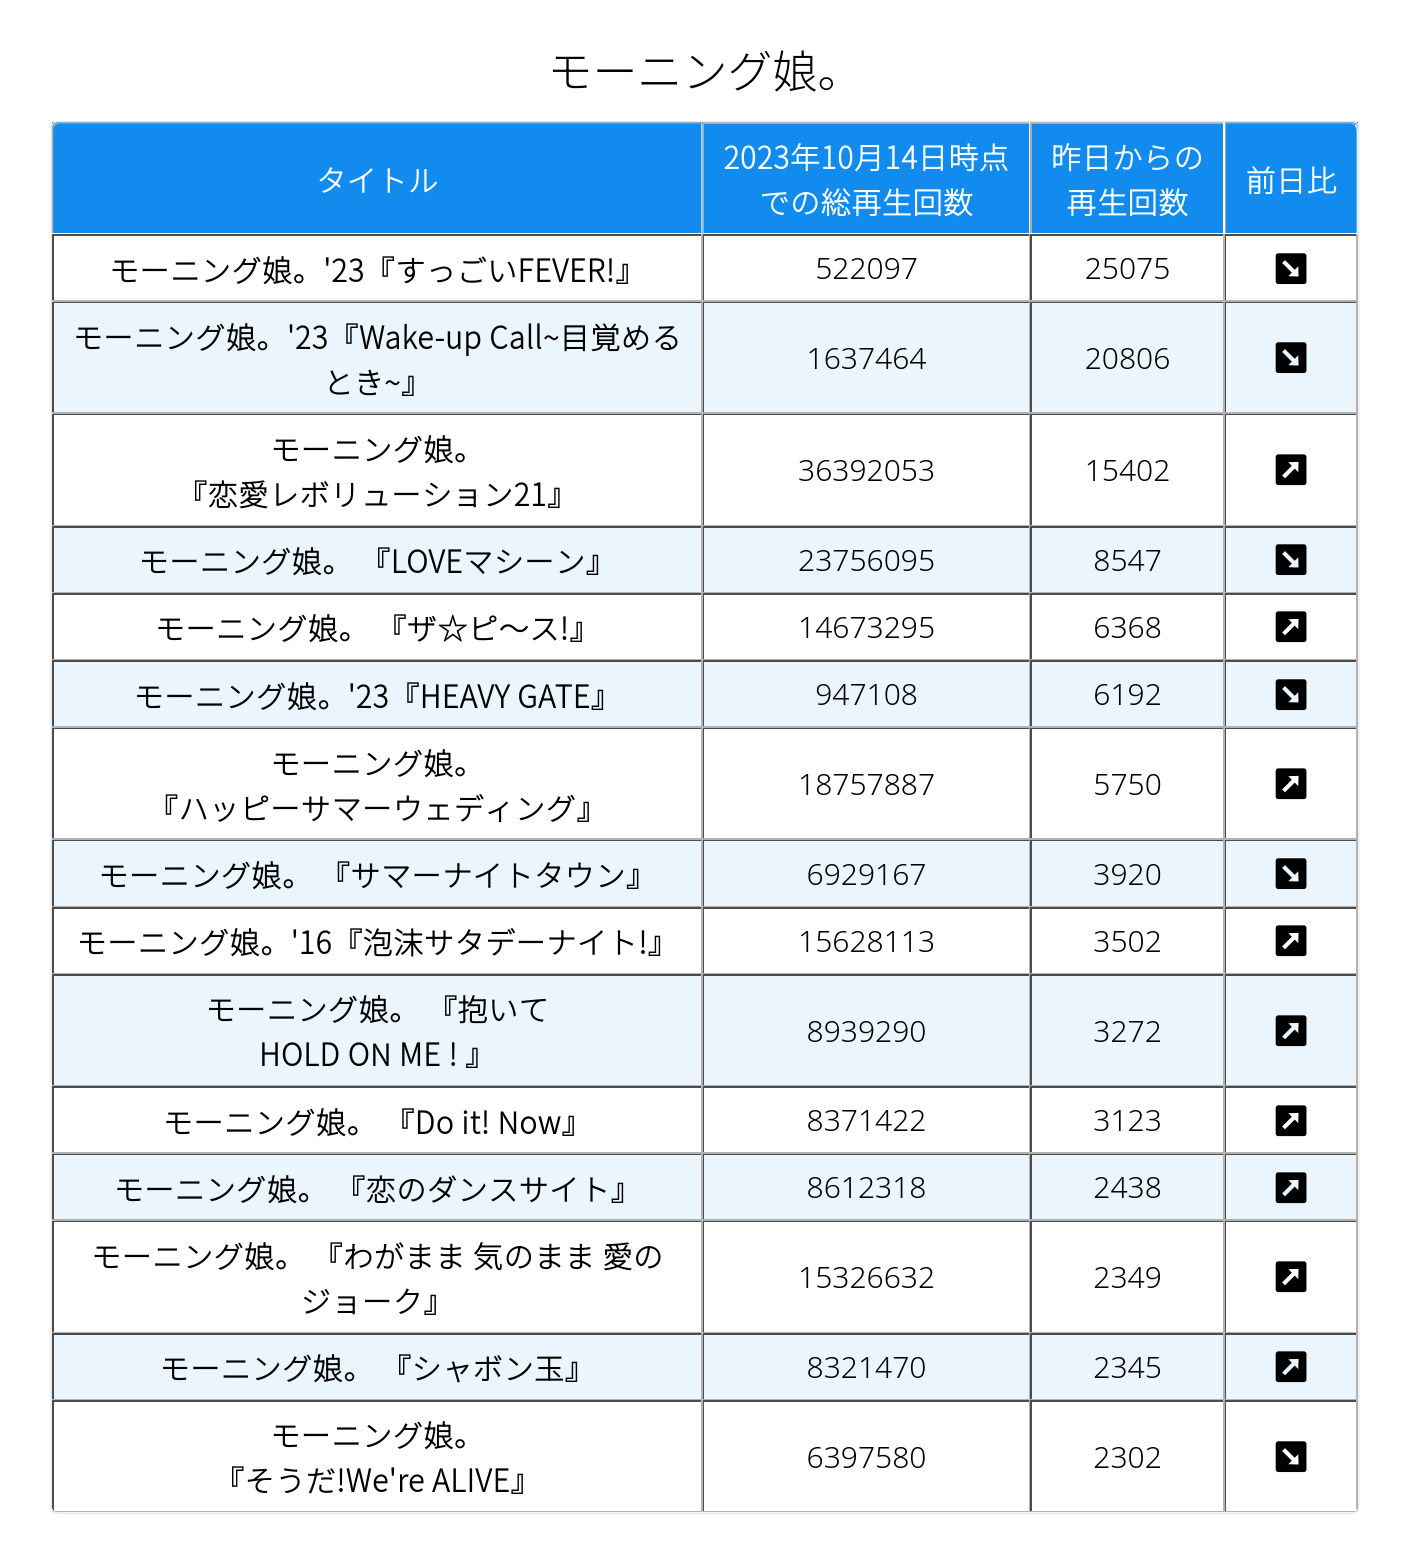 モーニング娘。
タイトル
2023年10月14日時点
での総再生回数
昨日からの
再生回数
前日比
モーニング娘。'23『すっごいFEVER!』
522097
25075
モーニング娘。'23『Wake-up Call~目覚める
とき~』
1637464
20806
モーニング娘。
『恋愛レボリューション21』
36392053
15402
モーニング娘。 『LOVEマシーン』
23756095
8547
モーニング娘。 『ザ☆ピ〜ス!』
14673295
6368
モーニング娘。'23『HEAVY GATE』
947108
6192
モーニング娘。
『ハッピーサマーウェディング』
18757887
5750
モーニング娘。 『サマーナイトタウン』
6929167
3920
モーニング娘。'16『泡沫サタデーナイト!』
15628113
3502
モーニング娘。 『抱いて
HOLD ON ME ! 』
8939290
3272
モーニング娘。 『Do it! Now』
8371422
3123
モーニング娘。 『恋のダンスサイト』
8612318
2438
モーニング娘。 『わがまま 気のまま 愛の
ジョーク』
15326632
2349
モーニング娘。 『シャボン玉』
8321470
2345
モーニング娘。
『そうだ!We're ALIVE』
6397580
2302